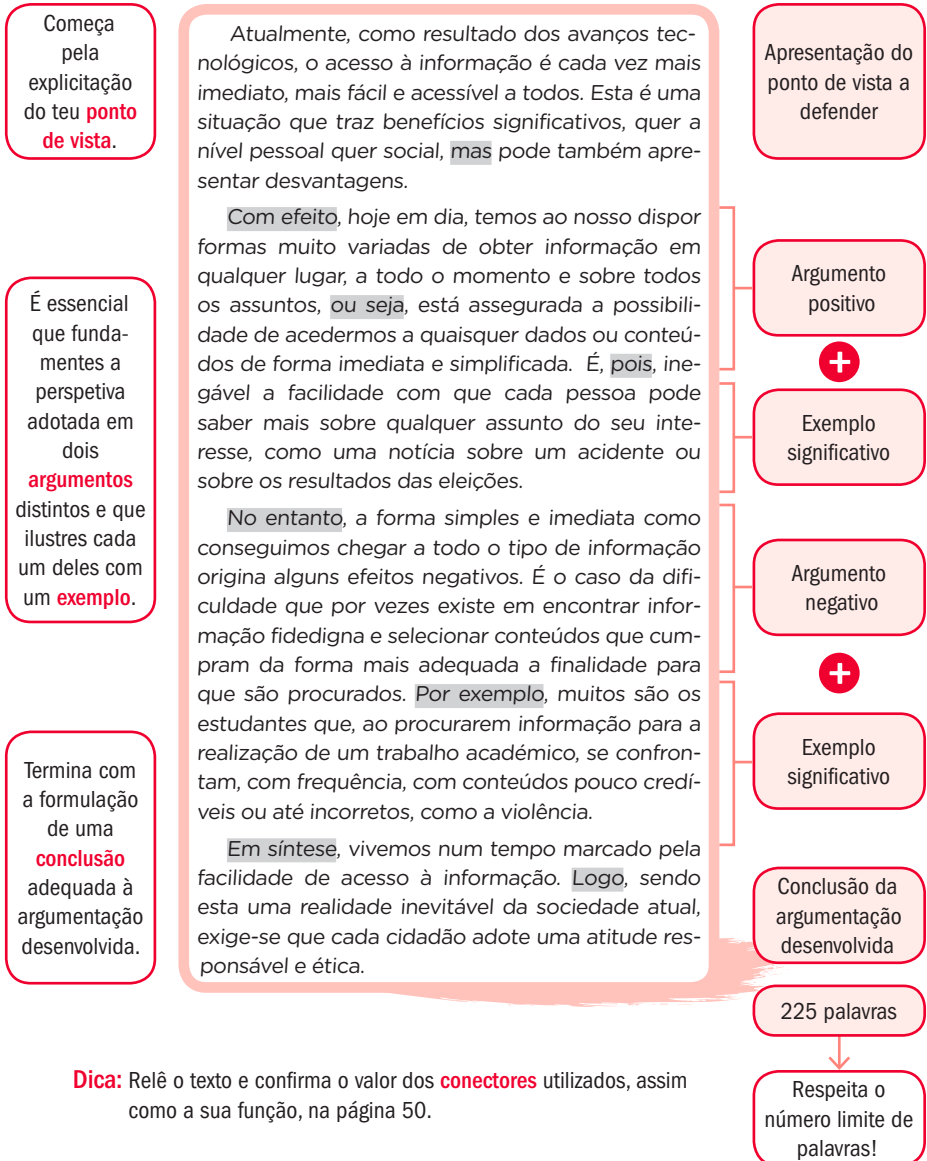 Começa
pela
explicitação
do teu ponto
de vista.
É essencial
que funda-
mentes a
perspetiva
adotada em
dois
argumentos
distintos e que
ilustres cada
um deles com
um exemplo.
Termina com
a formulação
de uma
conclusão
adequada à
argumentação
desenvolvida.
Atualmente, como resultado dos avanços tec-
nológicos, o acesso à informação é cada vez mais
imediato, mais fácil e acessível a todos. Esta é uma
situação que traz benefícios significativos, quer a
nível pessoal quer social, mas pode também apre-
sentar desvantagens.
Com efeito, hoje em dia, temos ao nosso dispor
formas muito variadas de obter informação em
qualquer lugar, a todo o momento e sobre todos
os assuntos, ou seja, está assegurada a possibili-
dade de acedermos a quaisquer dados ou conteú-
dos de forma imediata e simplificada. É, pois, ine-
gável a facilidade com que cada pessoa pode
saber mais sobre qualquer assunto do seu inte-
resse, como uma notícia sobre um acidente ou
sobre os resultados das eleições.
No entanto, a forma simples e imediata como
conseguimos chegar a todo o tipo de informação
origina alguns efeitos negativos. É o caso da difi-
culdade que por vezes existe em encontrar infor-
mação fidedigna e selecionar conteúdos que cum-
pram da forma mais adequada a finalidade para
que são procurados. Por exemplo, muitos são os
estudantes que, ao procurarem informação para a
realização de um trabalho académico, se confron-
tam, com frequência, com conteúdos pouco credí-
veis ou até incorretos, como a violência.
Em síntese, vivemos num tempo marcado pela
facilidade de acesso à informação. Logo, sendo
esta uma realidade inevitável da sociedade atual,
exige-se que cada cidadão adote uma atitude res-
ponsável e ética.
Apresentação do
ponto de vista a
defender
Argumento
positivo
+
Exemplo
significativo
Argumento
negativo
+
Exemplo
significativo
Conclusão da
argumentação
desenvolvida
225 palavras
Respeita o
número limite de
palavras!
Dica: Relê o texto e confirma o valor dos conectores utilizados, assim
como a sua função, na página 50.